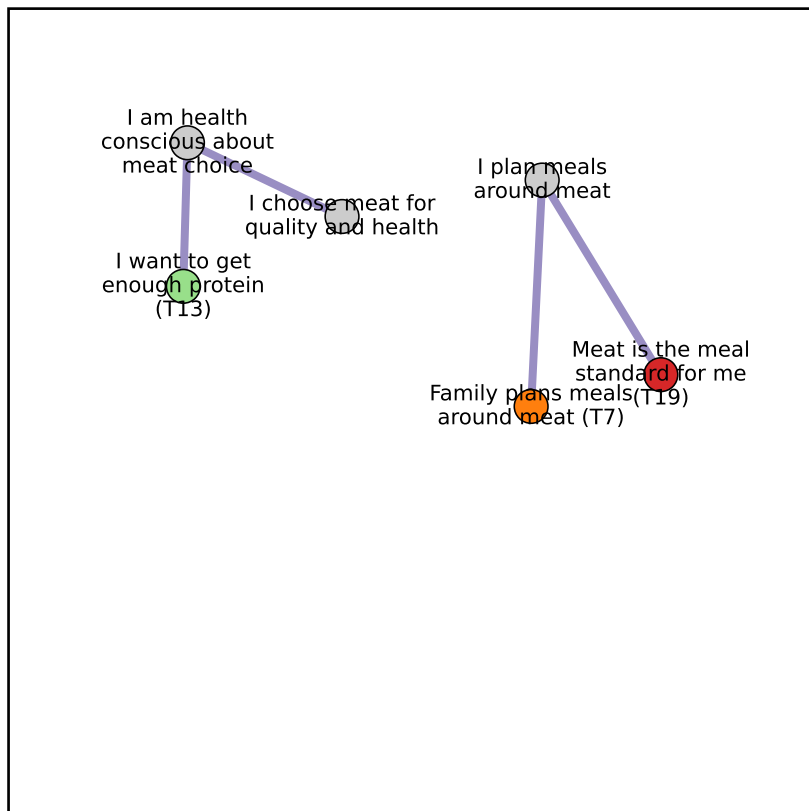 I am health
conscious about
meat choice
I choose meat for
quality and health
I want to get
enough protein
(T13)
I plan meals
around meat
Meat is the meal
standard for me
(T19)
Family plans meals
around meat (T7)